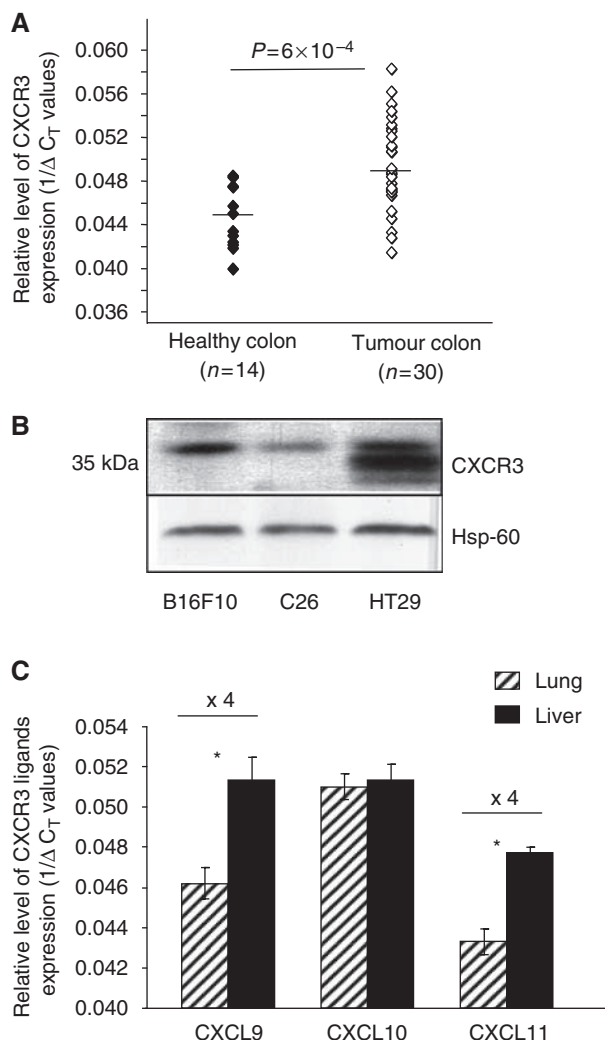 A
Relative level of CXCR3
expression (1/Δ C_T values)
0.060
0.056
0.052
0.048
0.044
0.040
0.036
P=6×10⁻⁴
Healthy colon
(n=14)
Tumour colon
(n=30)
B
35 kDa
CXCR3
Hsp-60
B16F10 C26 HT29
C
Relative level of CXCR3 ligands
expression (1/Δ C_T values)
Lung
Liver
0.054
0.052
0.050
0.048
0.046
0.044
0.042
0.040
x 4
*
x 4
*
CXCL9 CXCL10 CXCL11